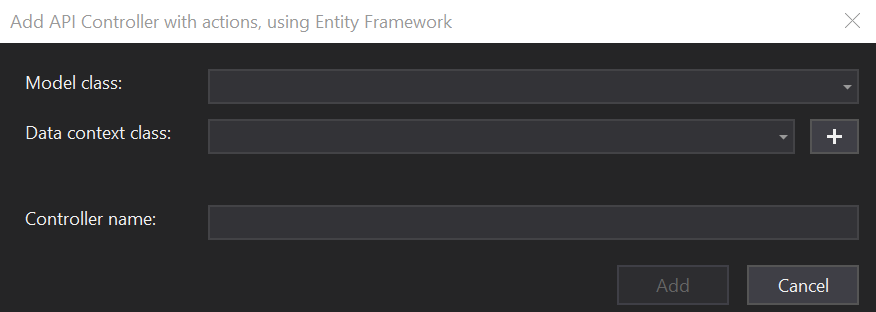 Add API Controller with actions, using Entity Framework
Model class:
Data context class:
Controller name:
Add
Cancel